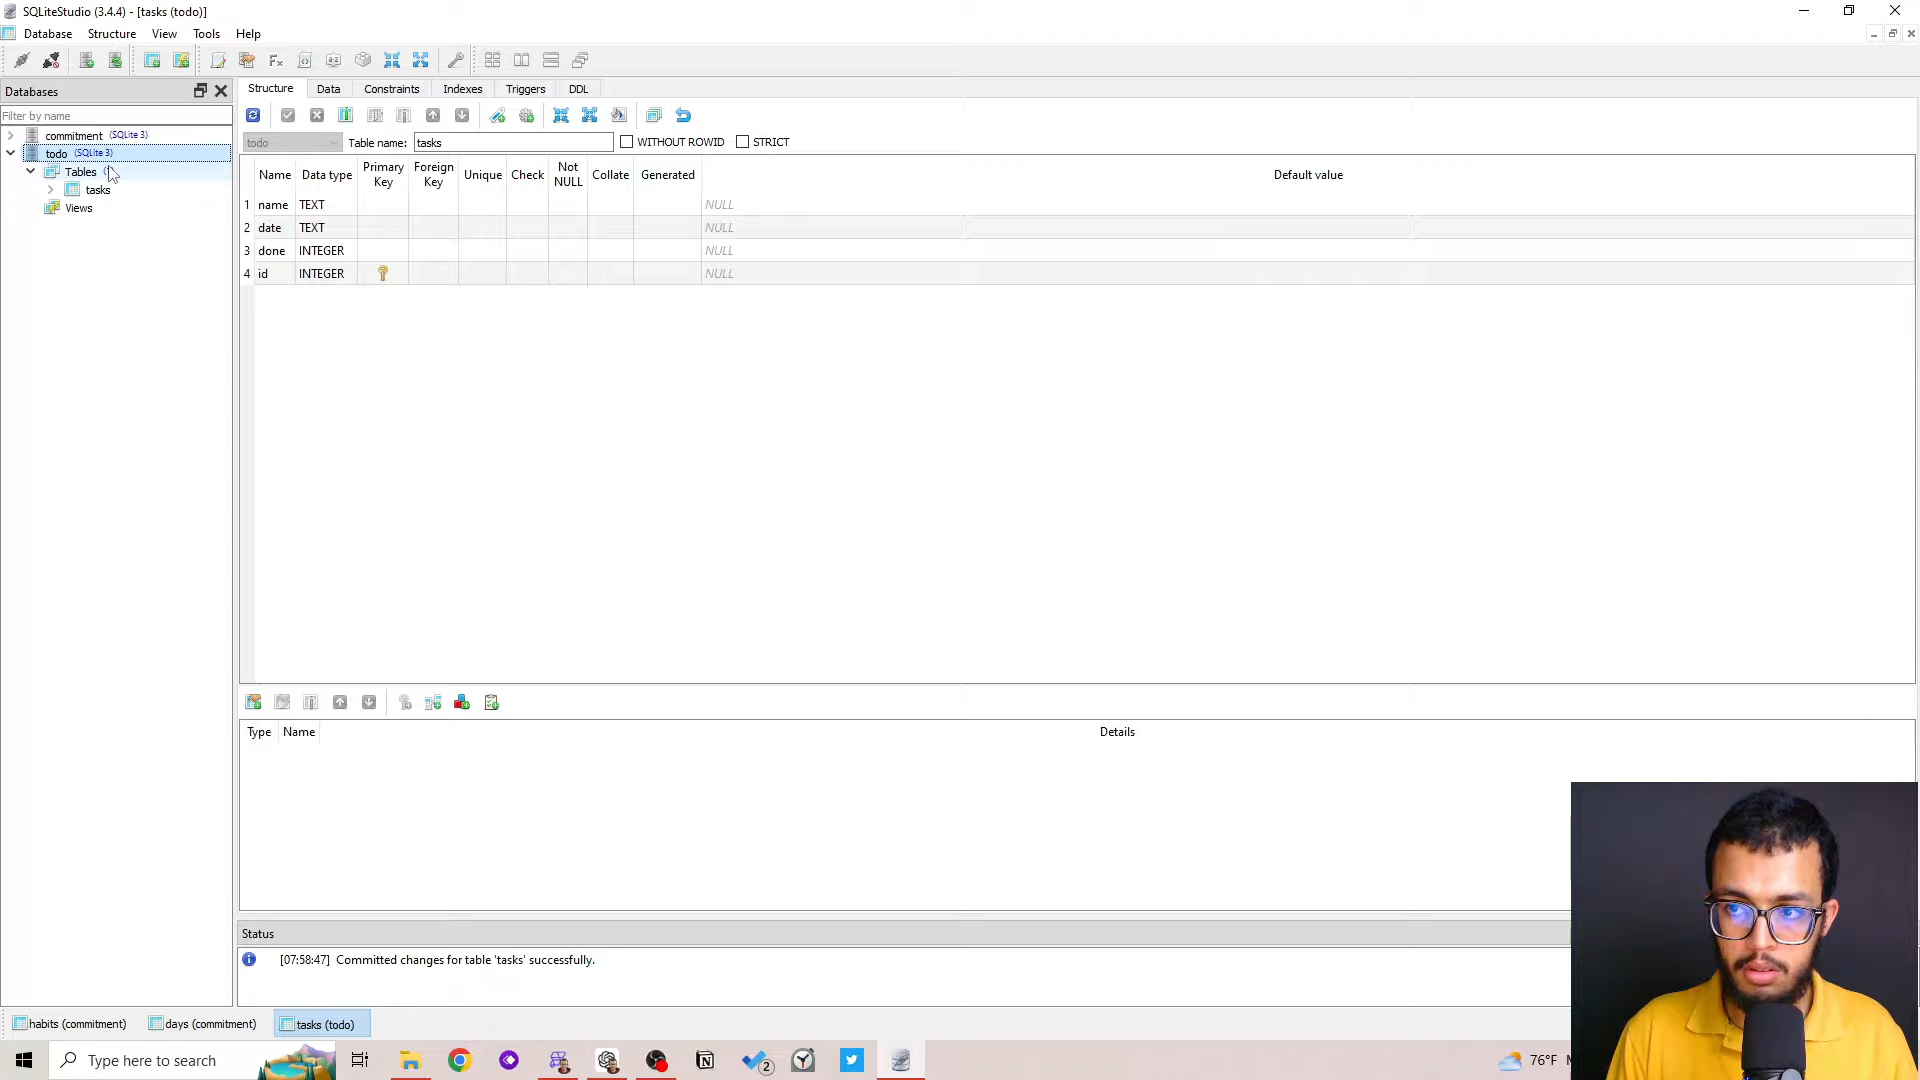 SQLiteStudio (3.4.4) - [tasks (todo)]
Database Structure View Tools Help
Databases
Filter by name
commitment (SQLite 3)
todo (SQLite 3)
Tables
tasks
Views
Structure Data Constraints Indexes Triggers DDL
todo Table name: tasks WITHOUT ROWID STRICT
Name Data type Primary Key Foreign Key Unique Check Not NULL Collate Generated Default value
1 name TEXT NULL
2 date TEXT NULL
3 done INTEGER NULL
4 id INTEGER NULL
Type Name Details
Status
[07:58:47] Committed changes for table 'tasks' successfully.
habits (commitment) days (commitment) tasks (todo)
Type here to search 2 76°F